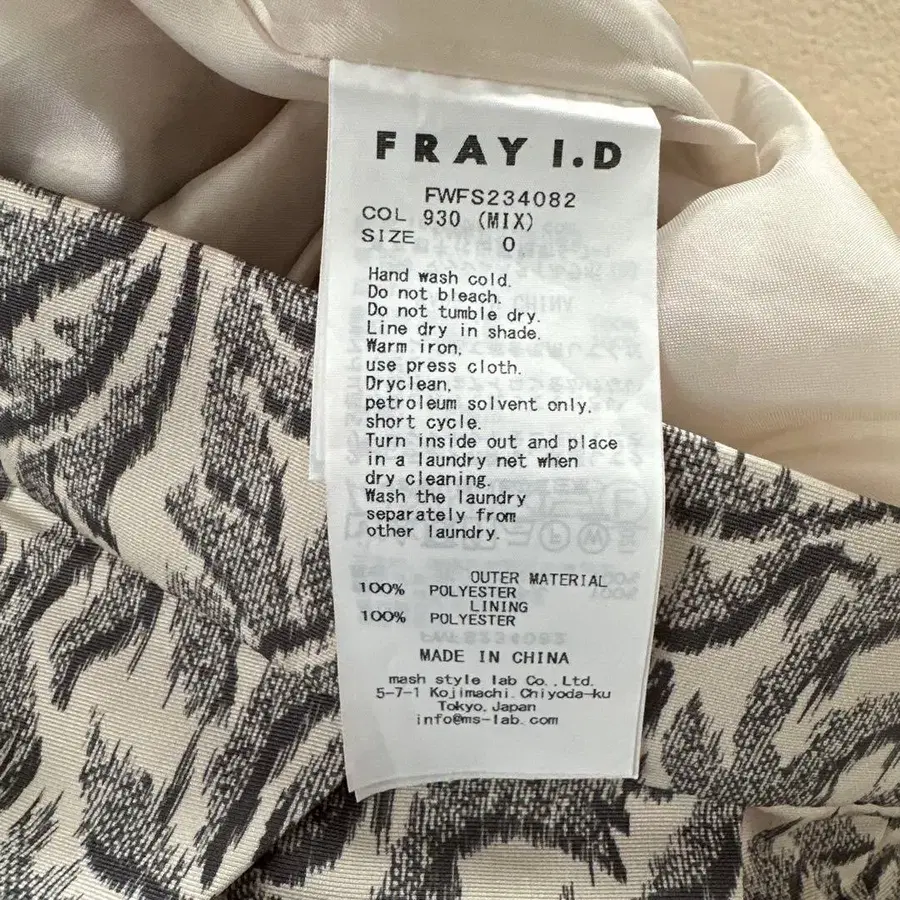 FRAY I.D
FWFS234082
COL 930 (MIX)
SIZE 0
Hand wash cold.
Do not bleach.
Do not tumble dry.
Line dry in shade.
Warm iron,
use press cloth.
Dryclean,
petroleum solvent only,
short cycle.
Turn inside out and place
in a laundry net when
dry cleaning.
Wash the laundry
separately from
other laundry.
OUTER MATERIAL
100% POLYESTER
LINING
100% POLYESTER
MADE IN CHINA
mash style lab Co.,Ltd.
5-7-1 Kojimachi Chiyoda-ku
Tokyo, Japan
info@ms-lab.com